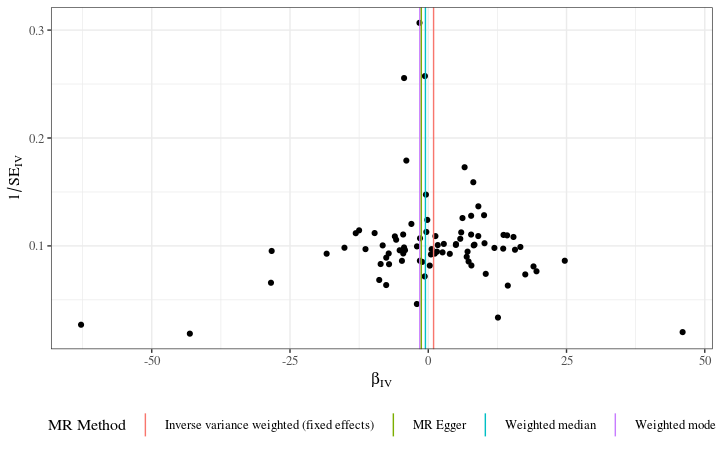 0.3
0.2
0.1
1/SE_IV
-50
-25
0
25
50
β_IV
MR Method
Inverse variance weighted (fixed effects)
MR Egger
Weighted median
Weighted mode